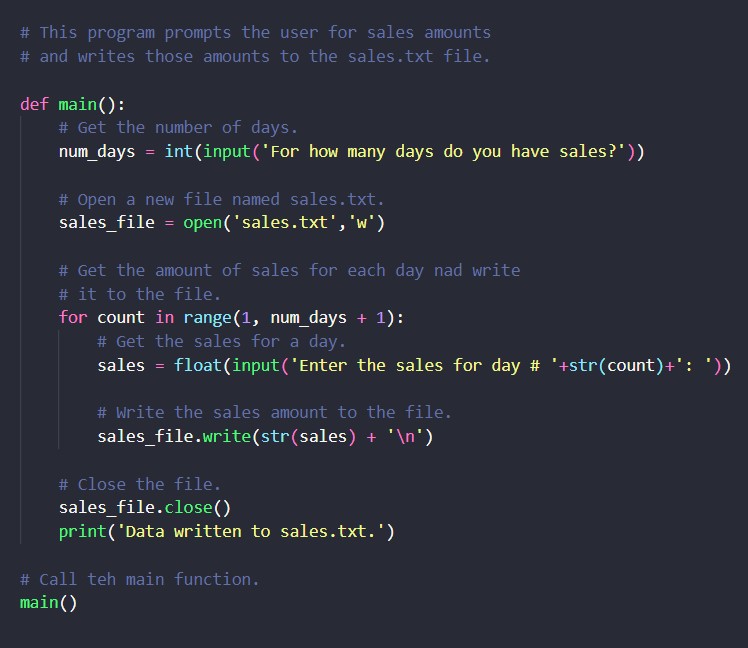 # This program prompts the user for sales amounts
# and writes those amounts to the sales.txt file.
def main():
# Get the number of days.
num_days = int(input('For how many days do you have sales?'))
# Open a new file named sales.txt.
sales_file = open('sales.txt','w')
# Get the amount of sales for each day nad write
# it to the file.
for count in range(1, num_days + 1):
# Get the sales for a day.
sales = float(input('Enter the sales for day # '+str(count)+': '))
# Write the sales amount to the file.
sales_file.write(str(sales) + '\n')
# Close the file.
sales_file.close()
print('Data written to sales.txt.')
# Call teh main function.
main()